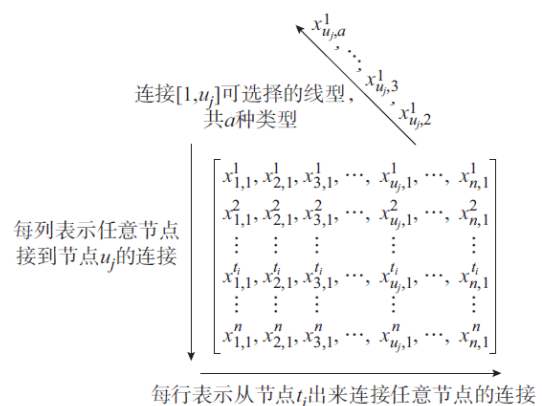 x^1_{u_j,a}, ⋯, x^1_{u_j,3}, x^1_{u_j,2}
连接[1,u_j]可选择的线型,
共a种类型
x^1_{1,1}, x^1_{2,1}, x^1_{3,1}, ⋯, x^1_{u_j,1}, ⋯, x^1_{n,1}
x^2_{1,1}, x^2_{2,1}, x^2_{3,1}, ⋯, x^2_{u_j,1}, ⋯, x^2_{n,1}
⋮ ⋮ ⋮ ⋮ ⋮
x^{t_i}_{1,1}, x^{t_i}_{2,1}, x^{t_i}_{3,1}, ⋯, x^{t_i}_{u_j,1}, ⋯, x^{t_i}_{n,1}
⋮ ⋮ ⋮ ⋮ ⋮
x^n_{1,1}, x^n_{2,1}, x^n_{3,1}, ⋯, x^n_{u_j,1}, ⋯, x^n_{n,1}
每列表示任意节点
接到节点u_j的连接
每行表示从节点t_i出来连接任意节点的连接